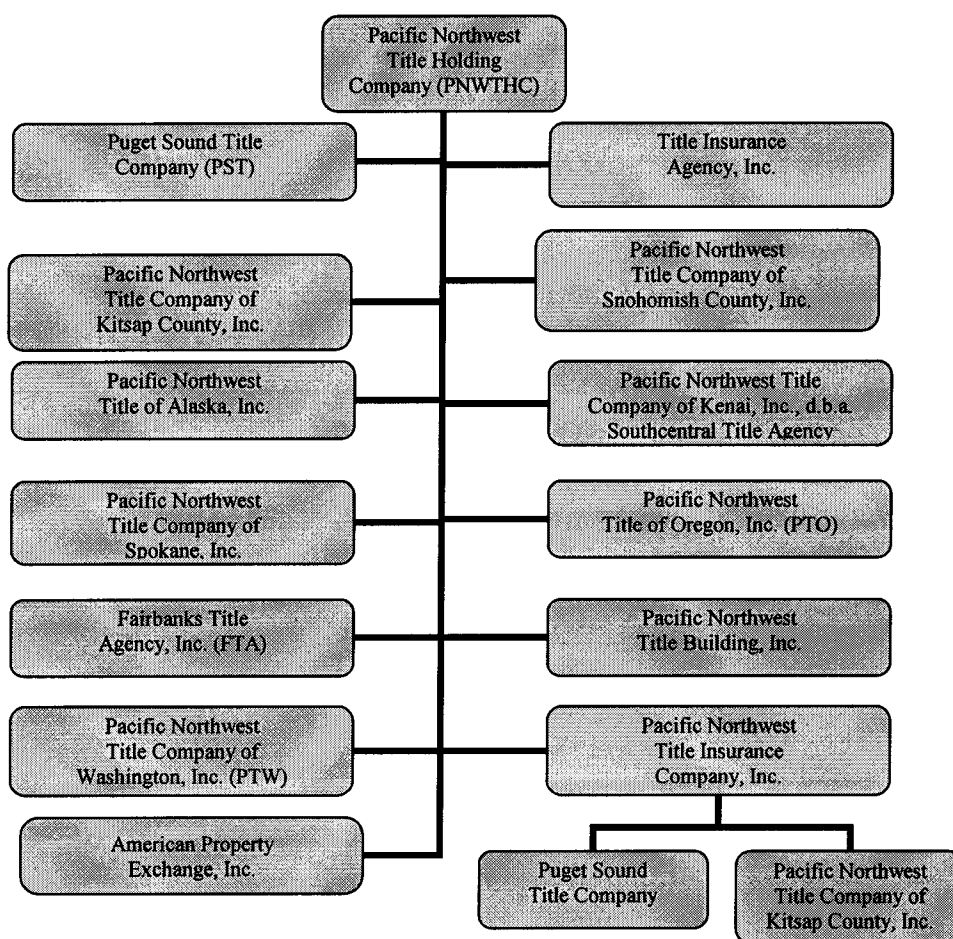 Pacific Northwest
Title Holding
Company (PNWTHC)
Puget Sound Title
Company (PST)
Title Insurance
Agency, Inc.
Pacific Northwest
Title Company of
Kitsap County, Inc.
Pacific Northwest
Title Company of
Snohomish County, Inc.
Pacific Northwest
Title of Alaska, Inc.
Pacific Northwest Title
Company of Kenai, Inc., d.b.a.
Southcentral Title Agency
Pacific Northwest
Title Company of
Spokane, Inc.
Pacific Northwest
Title of Oregon, Inc. (PTO)
Fairbanks Title
Agency, Inc. (FTA)
Pacific Northwest
Title Building, Inc.
Pacific Northwest
Title Company of
Washington, Inc. (PTW)
Pacific Northwest
Title Insurance
Company, Inc.
American Property
Exchange, Inc.
Puget Sound
Title Company
Pacific Northwest
Title Company of
Kitsap County, Inc.